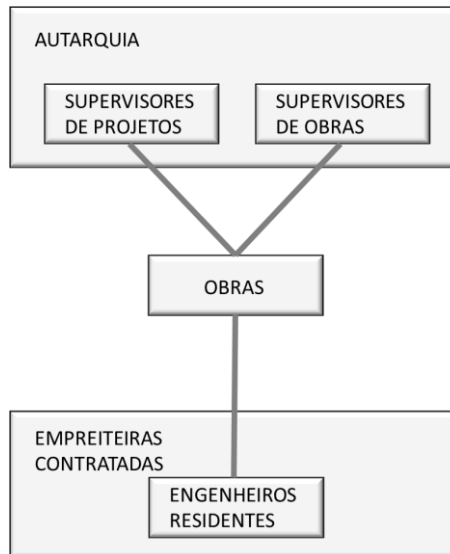 AUTARQUIA
SUPERVISORES
DE PROJETOS
SUPERVISORES
DE OBRAS
OBRAS
EMPREITEIRAS
CONTRATADAS
ENGENHEIROS
RESIDENTES